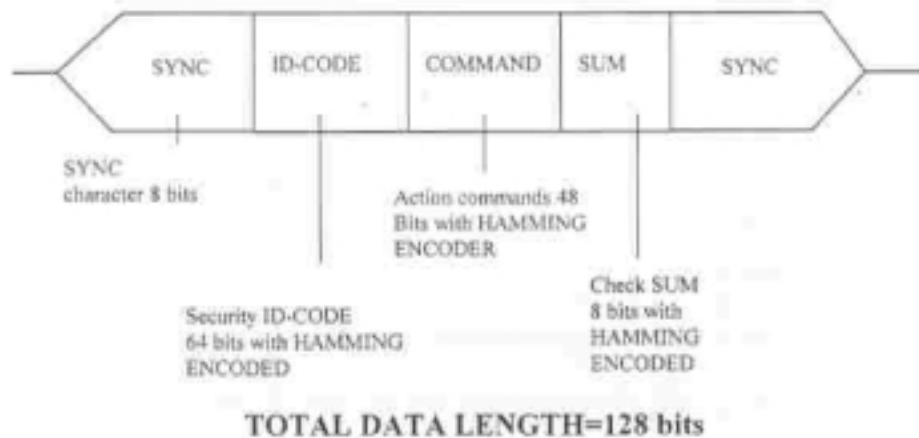 SYNC ID-CODE COMMAND SUM SYNC
SYNC
character 8 bits
Action commands 48
Bits with HAMMING
ENCODER
Security ID-CODE
64 bits with HAMMING
ENCODED
Check SUM
8 bits with
HAMMING
ENCODED
TOTAL DATA LENGTH=128 bits